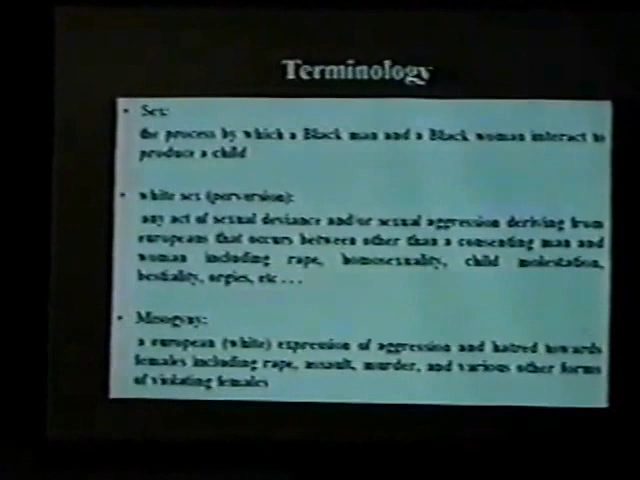 Terminology
• Sex:
the process by which a Black man and a Black woman interact to
produce a child
• white sex (perversion):
any act of sexual deviance and/or sexual aggression deriving from
europeans that occurs between other than a consenting man and
woman including rape, homosexuality, child molestation,
bestiality, orgies, etc . . .
• Misogyny:
a european (white) expression of aggression and hatred towards
females including rape, assault, murder, and various other forms
of violating females